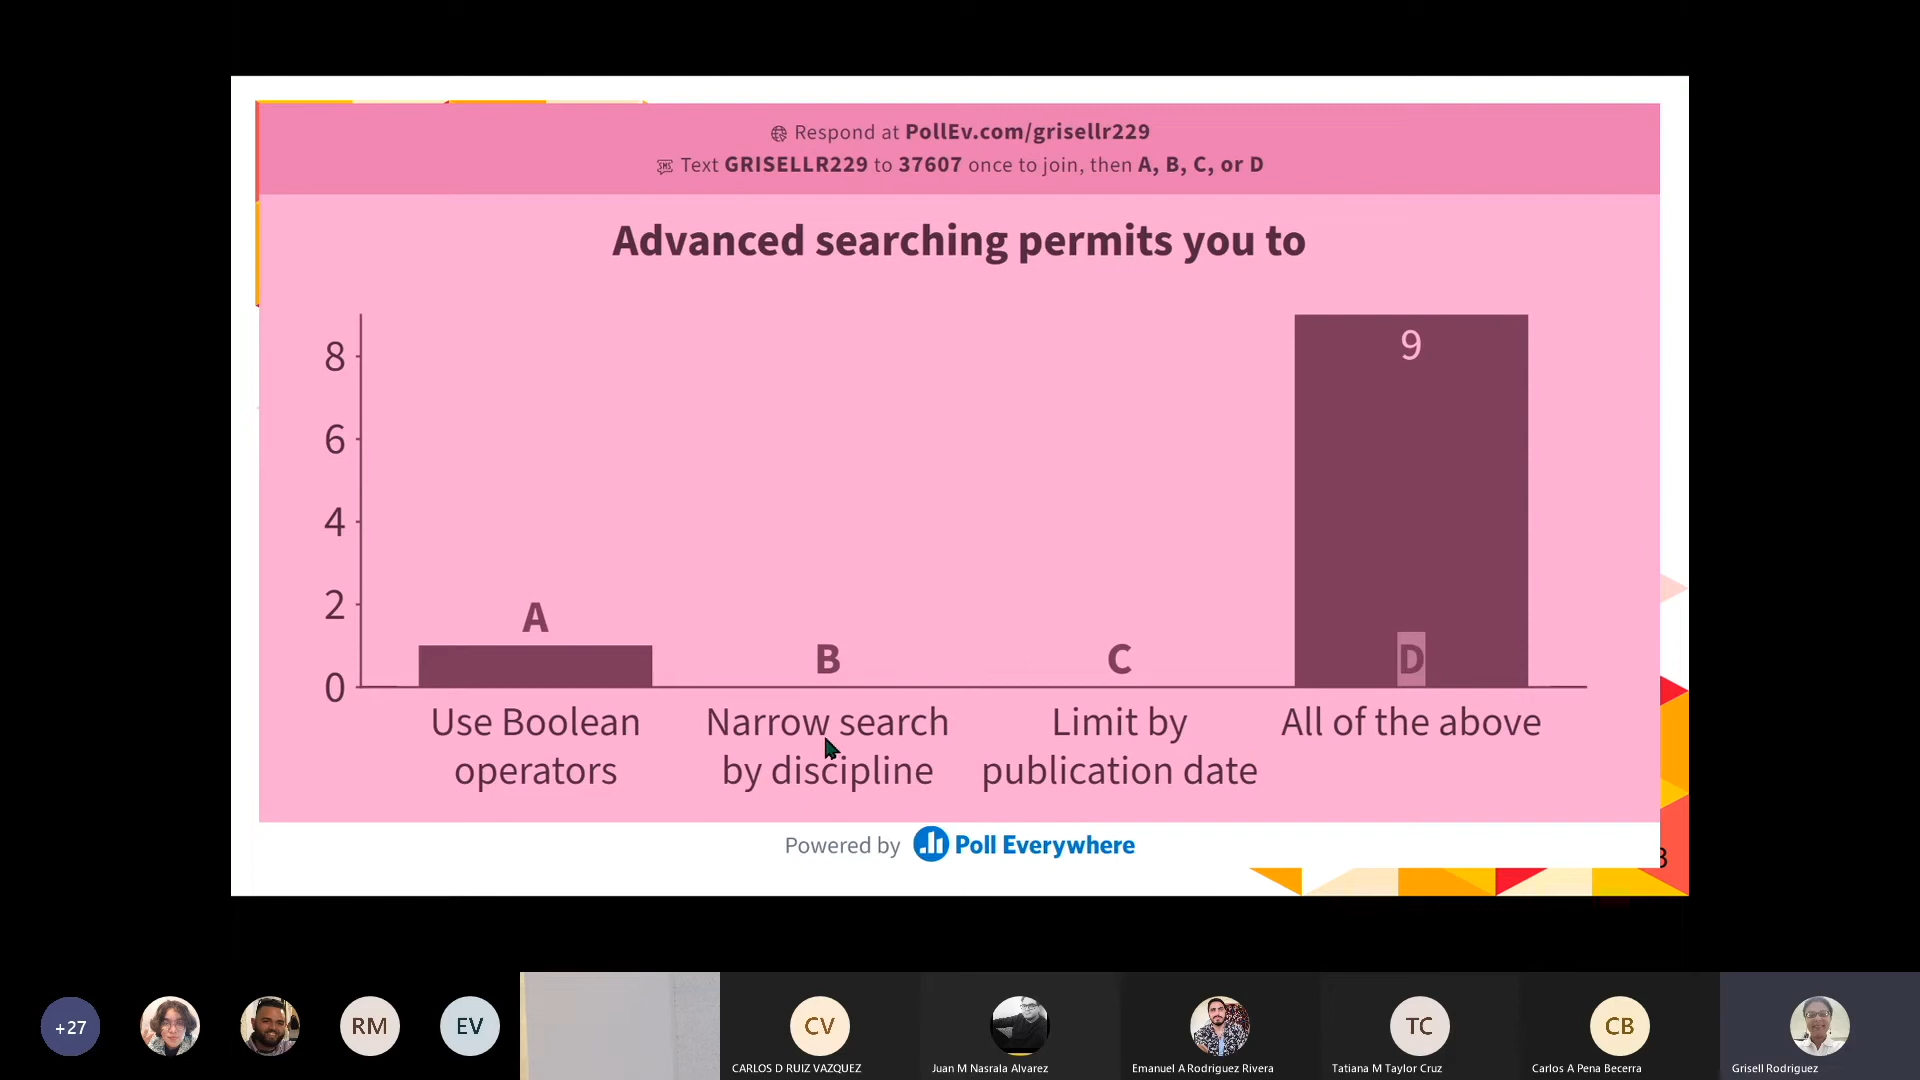 Respond at PollEv.com/grisellr229
Text GRISELLR229 to 37607 once to join, then A, B, C, or D
Advanced searching permits you to
8
6
4
2
0
9
A
B
C
D
Use Boolean
operators
Narrow search
by discipline
Limit by
publication date
All of the above
Powered by Poll Everywhere
3
+27
RM
EV
CV
TC
CB
CARLOS D RUIZ VAZQUEZ
Juan M Nasrala Alvarez
Emanuel A Rodriguez Rivera
Tatiana M Taylor Cruz
Carlos A Pena Becerra
Grisell Rodriguez